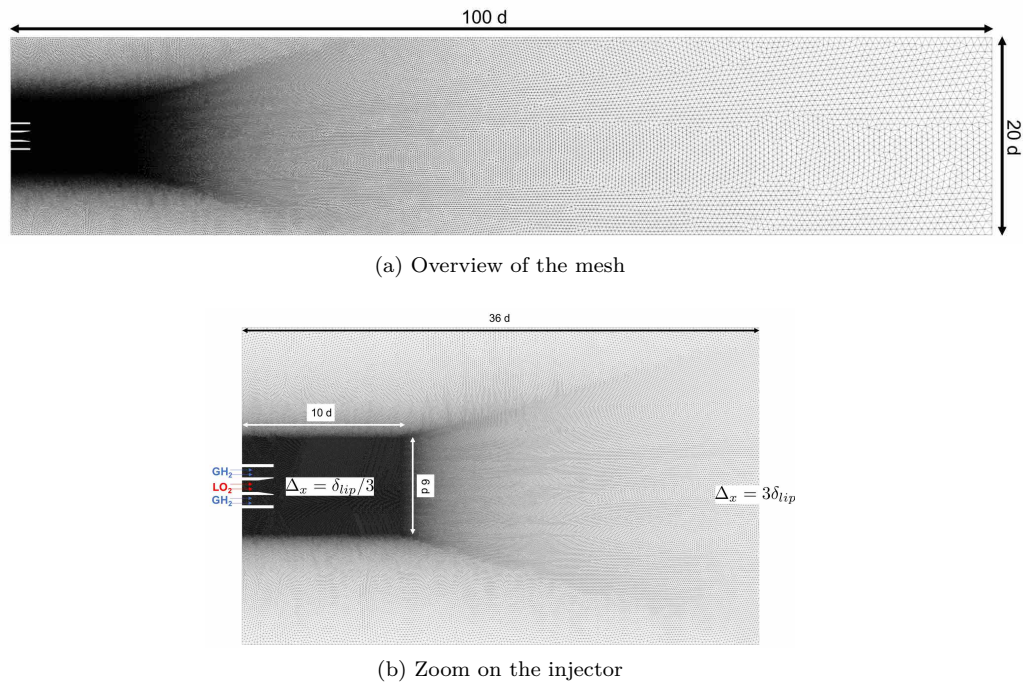 100 d
20 d
(a) Overview of the mesh
36 d
10 d
GH2
LO2
GH2
Δx = δlip/3
6 d
Δx = 3δlip
(b) Zoom on the injector